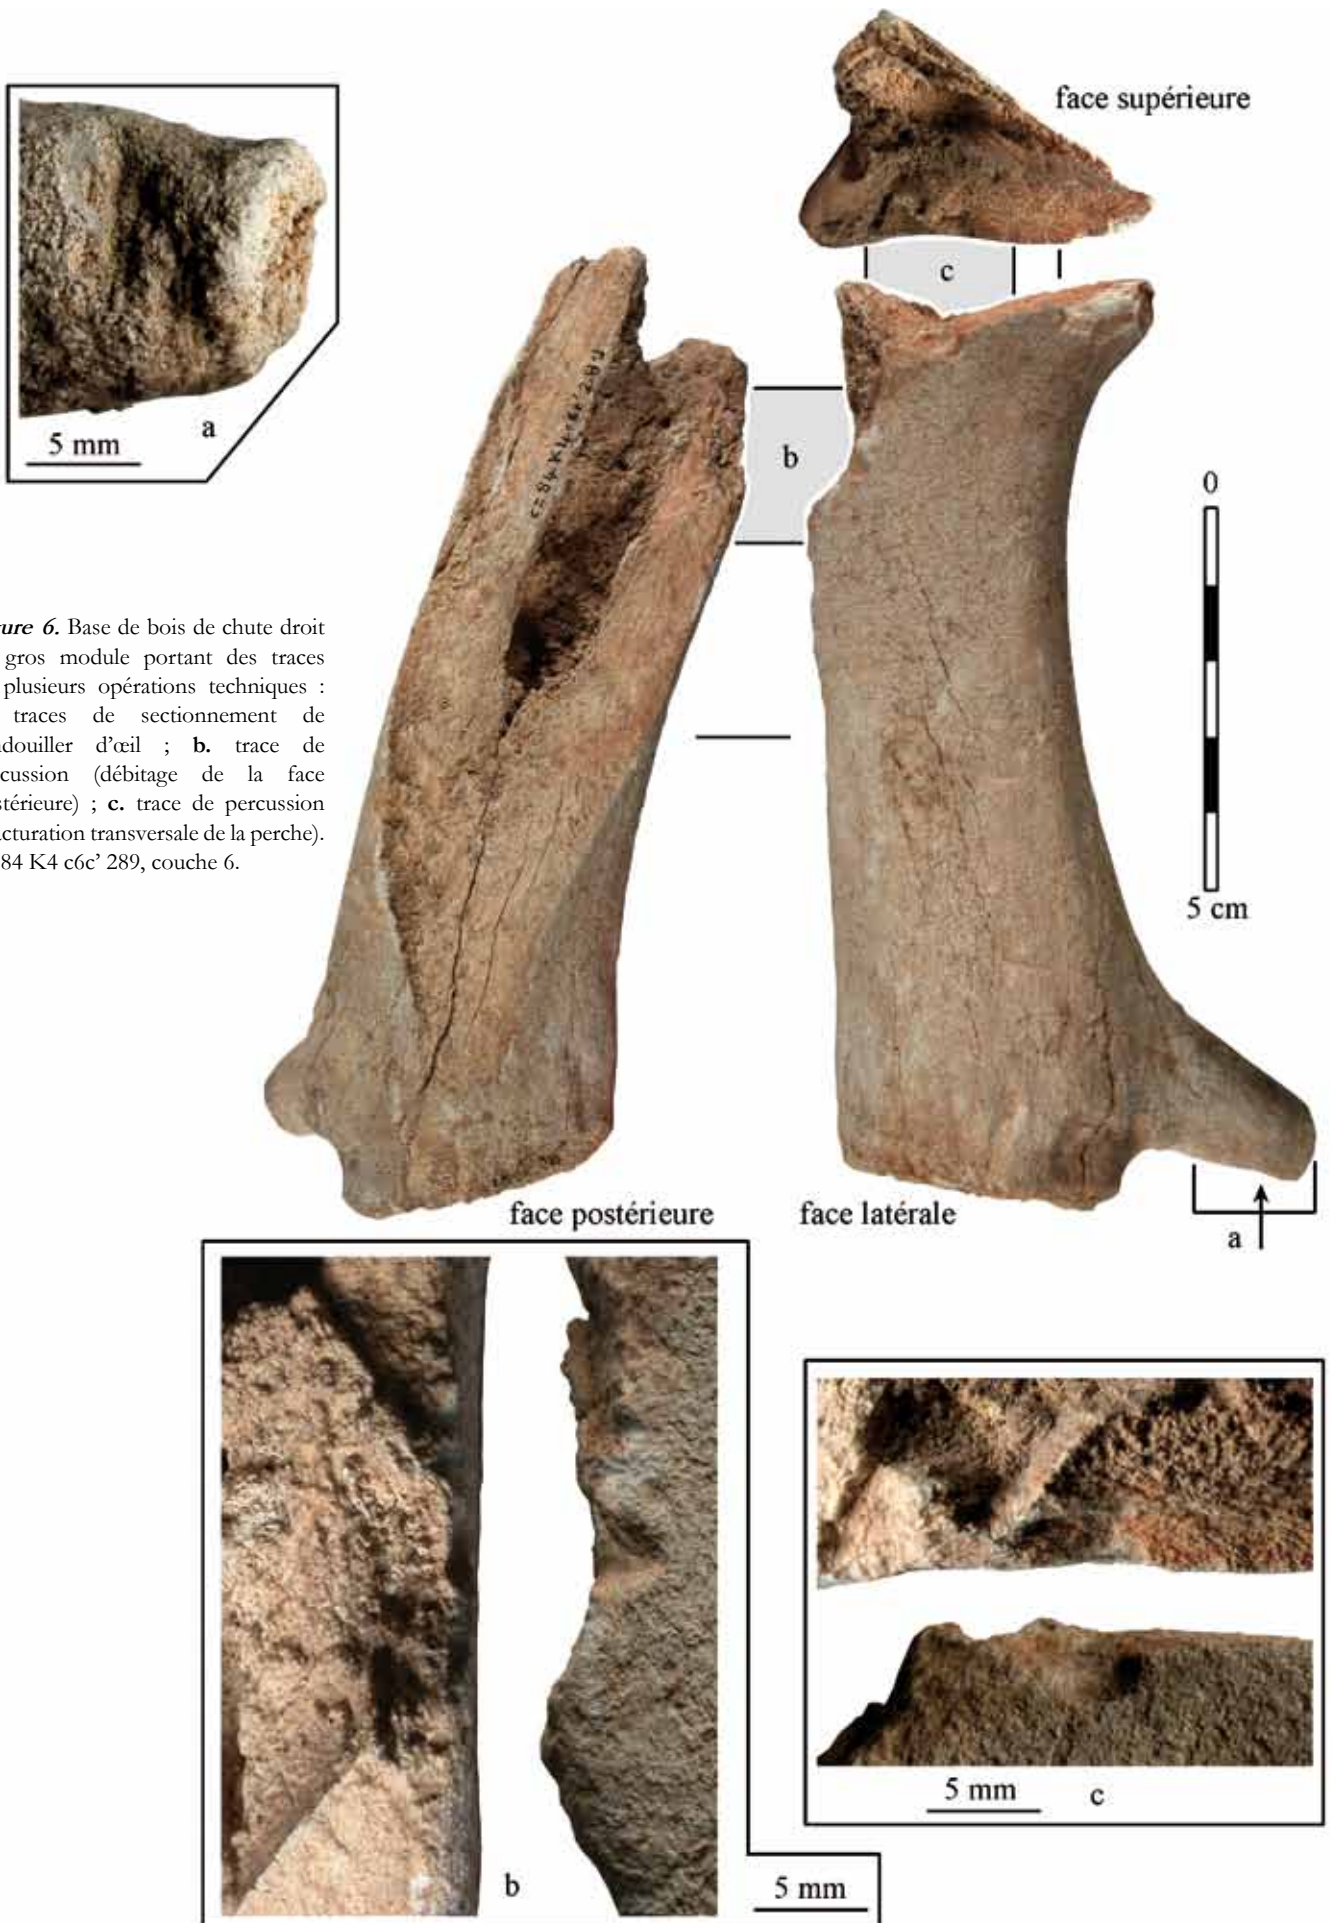 face supérieure
c
a
5 mm
b
0
5 cm
ure 6. Base de bois de chute droit
gros module portant des traces
plusieurs opérations techniques :
traces de sectionnement de
ndouiller d’œil ; b. trace de
cussion (débitage de la face
stérieure) ; c. trace de percussion
acturation transversale de la perche).
84 K4 c6c’ 289, couche 6.
face postérieure
face latérale
a
b
5 mm
5 mm
c